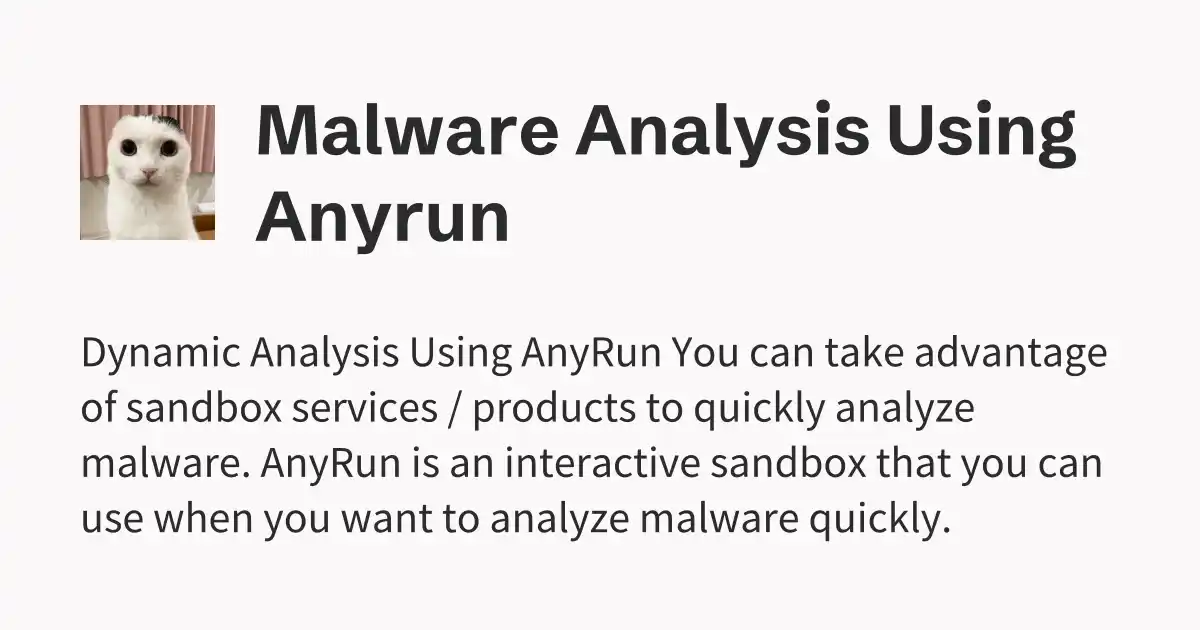 Malware Analysis Using
Anyrun
Dynamic Analysis Using AnyRun You can take advantage
of sandbox services / products to quickly analyze
malware. AnyRun is an interactive sandbox that you can
use when you want to analyze malware quickly.